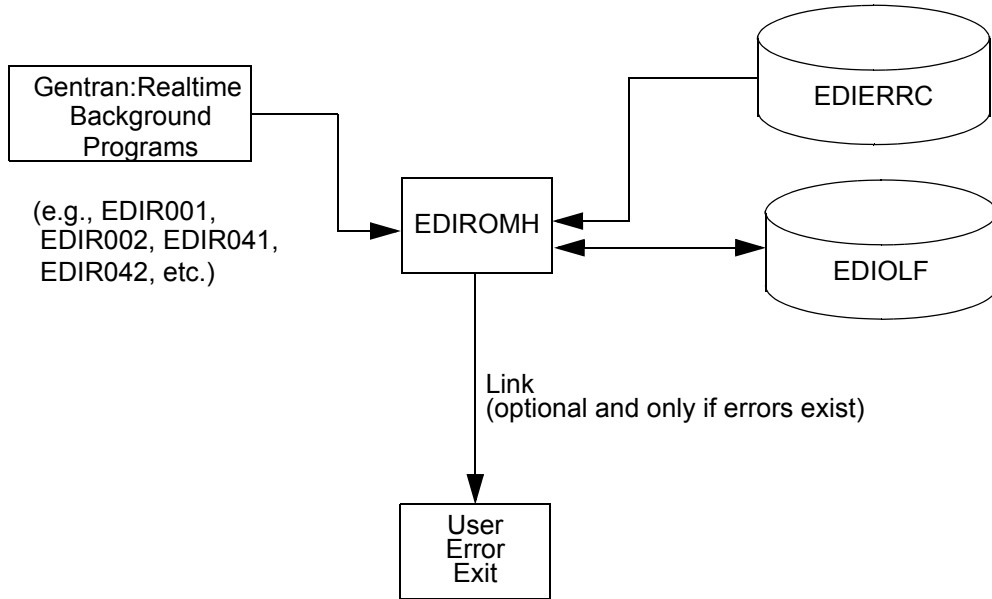 Gentran:Realtime
Background
Programs
(e.g., EDIR001,
EDIR002, EDIR041,
EDIR042, etc.)
EDIROMH
EDIERRC
EDIOLF
Link
(optional and only if errors exist)
User
Error
Exit